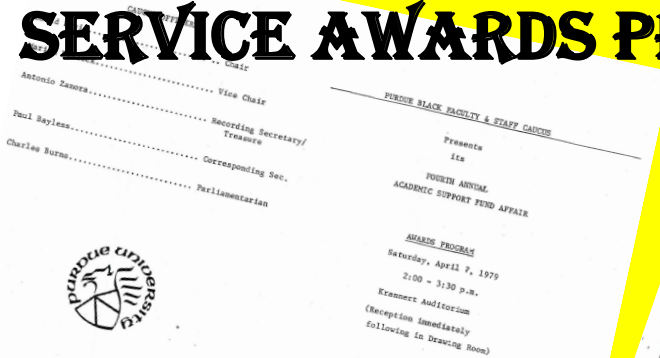 SERVICE AWARDS
Chair
Vice Chair
Antonio Zamora.......................... Recording Secretary/
Treasure
Paul Bayless.......................... Corresponding Sec.
Charles Burns.......................... Parliamentarian
PURDUE UNIVERSITY
PURDUE BLACK FACULTY & STAFF CAUCUS
Presents
its
FOURTH ANNUAL
ACADEMIC SUPPORT FUND AFFAIR
AWARDS PROGRAM
Saturday, April 7, 1979
2:00 - 3:30 p.m.
Krannert Auditorium
(Reception immediately
following in Drawing Room)